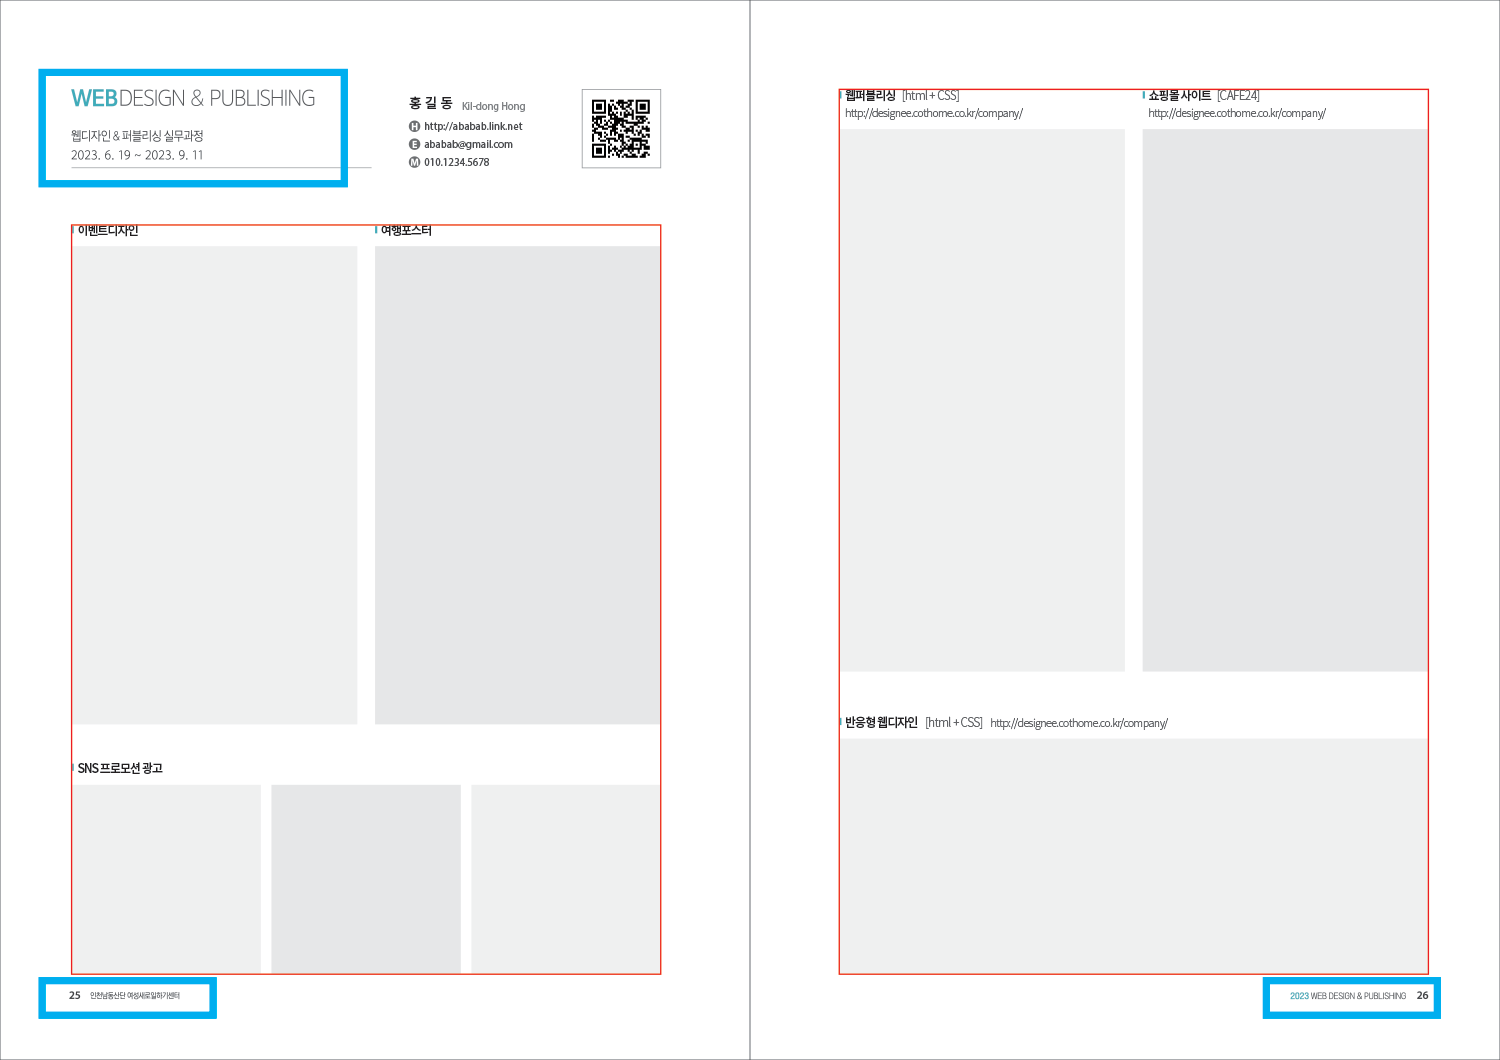 WEBDESIGN & PUBLISHING
웹디자인 & 퍼블리싱 실무과정
2023. 6. 19 ~ 2023. 9. 11
홍 길 동 Kil-dong Hong
H http://ababab.link.net
E ababab@gmail.com
M 010.1234.5678
이벤트디자인
여행포스터
SNS 프로모션 광고
25 인천남동산단 여성새로일하기센터
웹퍼블리싱 [html + CSS]
http://designee.cothome.co.kr/company/
쇼핑몰 사이트 [CAFE24]
http://designee.cothome.co.kr/company/
반응형 웹디자인 [html + CSS] http://designee.cothome.co.kr/company/
2023 WEB DESIGN & PUBLISHING 26